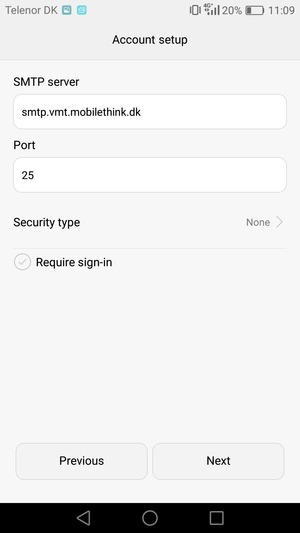 Telenor DK 4G+ 20% 11:09
Account setup
SMTP server
smtp.vmt.mobilethink.dk
Port
25
Security type None
Require sign-in
Previous Next